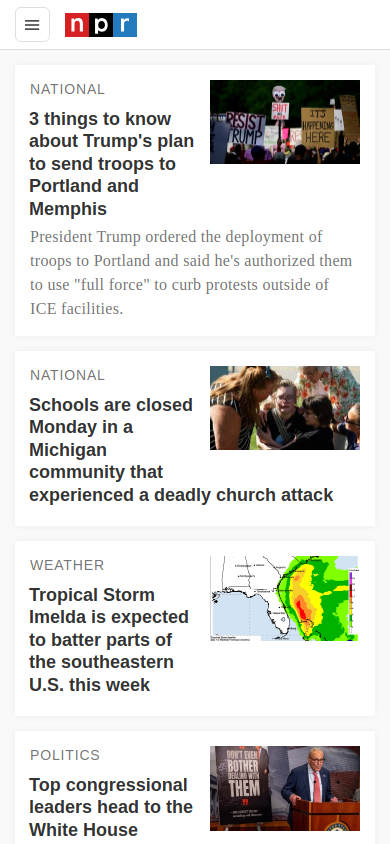 npr
NATIONAL
3 things to know
about Trump's plan
to send troops to
Portland and
Memphis
RESIST
TRUMP
IT'S
HAPPENING
HERE
President Trump ordered the deployment of
troops to Portland and said he's authorized them
to use "full force" to curb protests outside of
ICE facilities.
NATIONAL
Schools are closed
Monday in a
Michigan
community that
experienced a deadly church attack
WEATHER
Tropical Storm
Imelda is expected
to batter parts of
the southeastern
U.S. this week
POLITICS
Top congressional
leaders head to the
White House
DON'T EVEN
BOTHER
DEALING WITH
THEM